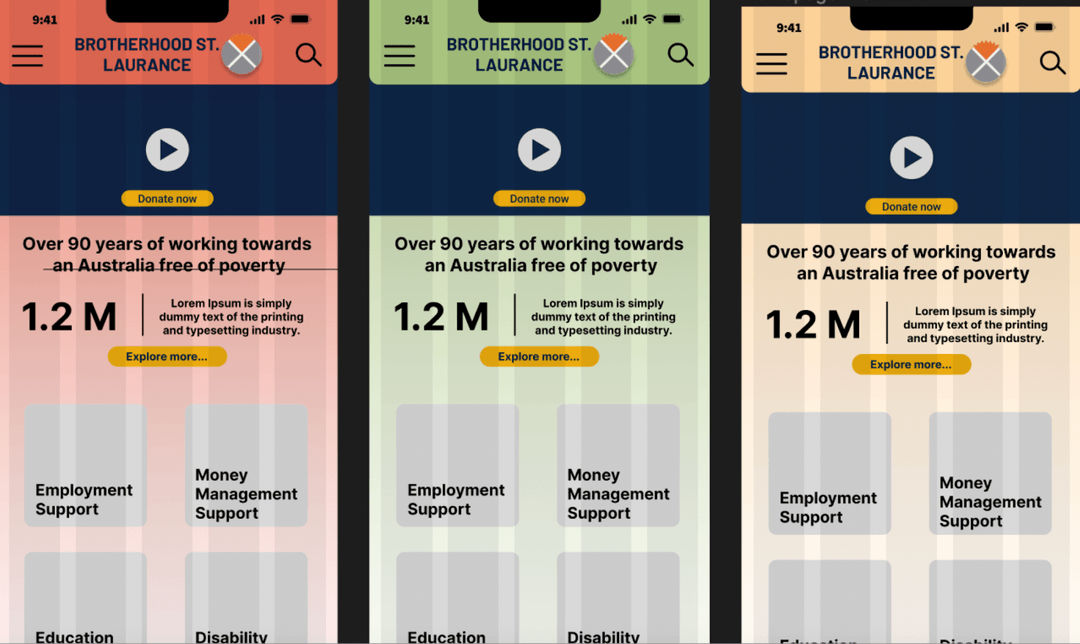 9:41
BROTHERHOOD ST.
LAURANCE
Donate now
Over 90 years of working towards
an Australia free of poverty
1.2 M
Lorem Ipsum is simply
dummy text of the printing
and typesetting industry.
Explore more...
Employment
Support
Money
Management
Support
Education
Disability
9:41
BROTHERHOOD ST.
LAURANCE
Donate now
Over 90 years of working towards
an Australia free of poverty
1.2 M
Lorem Ipsum is simply
dummy text of the printing
and typesetting industry.
Explore more...
Employment
Support
Money
Management
Support
Education
Disability
9:41
BROTHERHOOD ST.
LAURANCE
Donate now
Over 90 years of working towards
an Australia free of poverty
1.2 M
Lorem Ipsum is simply
dummy text of the printing
and typesetting industry.
Explore more...
Employment
Support
Money
Management
Support
Education
Disability